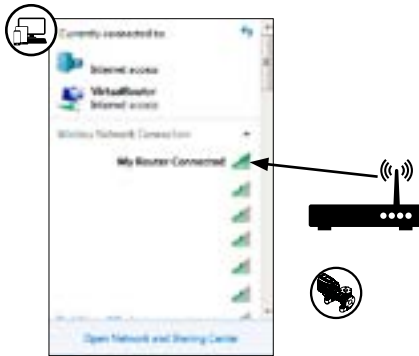 Currently connected to:
Internet access
VirtualRouter
Internet access
Wireless Network Connection
My Router Connected
Open Network and Sharing Center